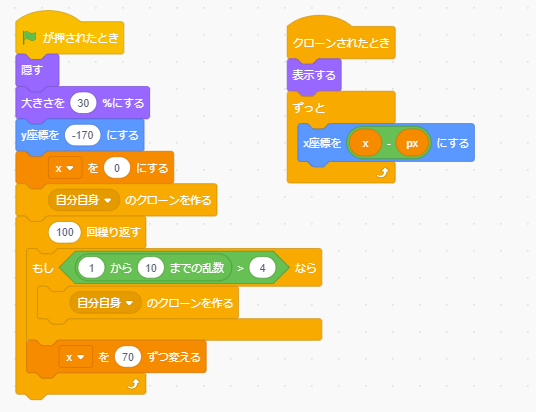 が押されたとき
隠す
大きさを 30 %にする
y座標を -170 にする
x を 0 にする
自分自身 のクローンを作る
100 回繰り返す
もし 1 から 10 までの乱数 > 4 なら
自分自身 のクローンを作る
x を 70 ずつ変える
クローンされたとき
表示する
ずっと
x座標を x - px にする